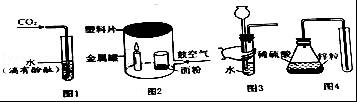 CO₂
水
(滴有酚酞)
图1
塑料片
金属罐
鼓空气
面粉
图2
稀硫酸
水
图3
锌粒
图4